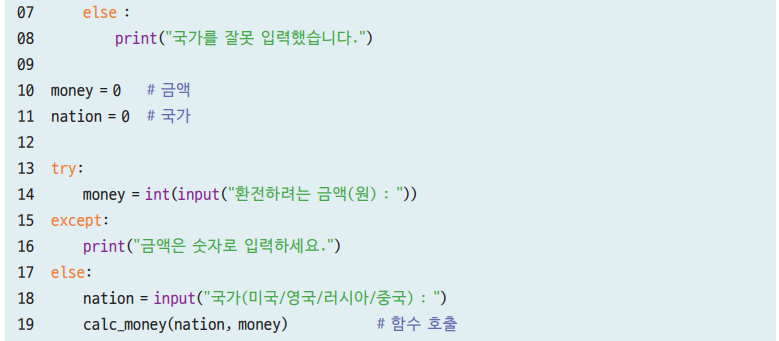 07 else :
08 print("국가를 잘못 입력했습니다.")
09
10 money = 0 # 금액
11 nation = 0 # 국가
12
13 try:
14 money = int(input("환전하려는 금액(원) : "))
15 except:
16 print("금액은 숫자로 입력하세요.")
17 else:
18 nation = input("국가(미국/영국/러시아/중국) : ")
19 calc_money(nation, money) # 함수 호출